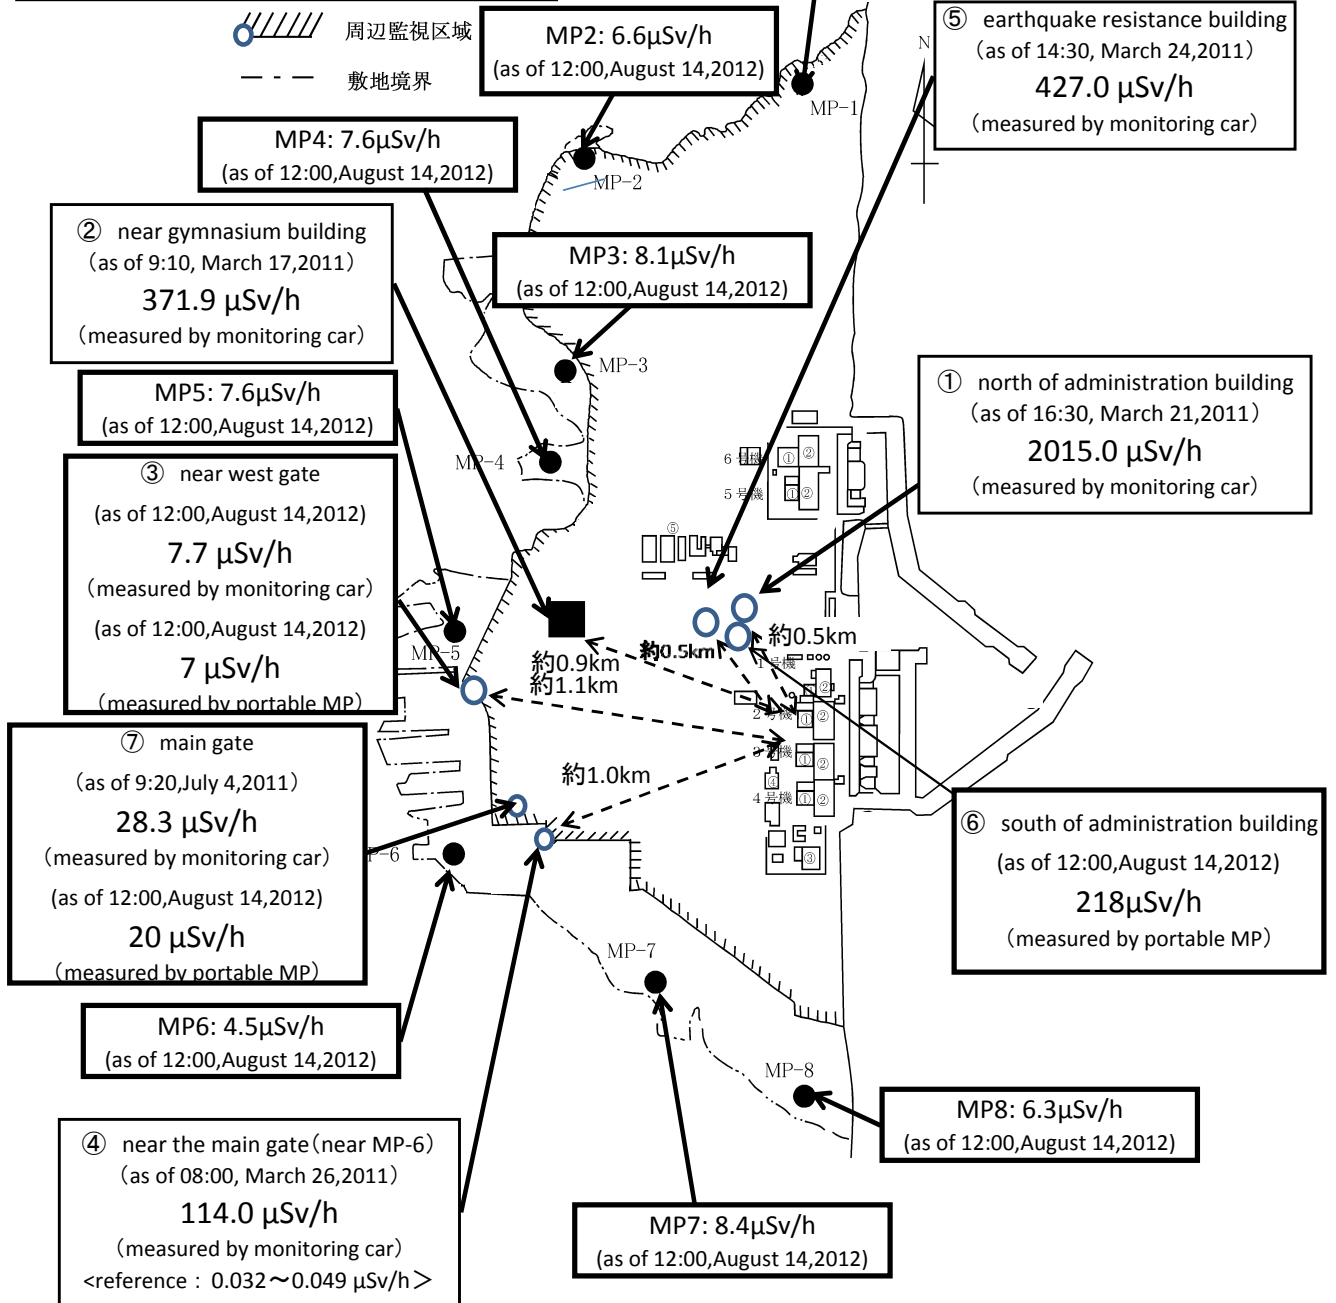 周辺監視区域
敷地境界
MP2: 6.6μSv/h
(as of 12:00,August 14,2012)
⑤ earthquake resistance building
(as of 14:30, March 24,2011)
427.0 μSv/h
(measured by monitoring car)
N
MP-1
MP4: 7.6μSv/h
(as of 12:00,August 14,2012)
MP-2
② near gymnasium building
(as of 9:10, March 17,2011)
371.9 μSv/h
(measured by monitoring car)
MP3: 8.1μSv/h
(as of 12:00,August 14,2012)
MP-3
MP5: 7.6μSv/h
(as of 12:00,August 14,2012)
① north of administration building
(as of 16:30, March 21,2011)
2015.0 μSv/h
(measured by monitoring car)
MP-4
6号機
① ②
5号機
① ②
③ near west gate
(as of 12:00,August 14,2012)
7.7 μSv/h
(measured by monitoring car)
(as of 12:00,August 14,2012)
7 μSv/h
(measured by portable MP)
⑤
MP-5
約0.5km
約0.5km
約0.9km
約1.1km
1号機
②
2号機
① ②
3号機
① ②
④
4号機
① ②
③
約1.0km
⑦ main gate
(as of 9:20,July 4,2011)
28.3 μSv/h
(measured by monitoring car)
(as of 12:00,August 14,2012)
20 μSv/h
(measured by portable MP)
P-6
⑥ south of administration building
(as of 12:00,August 14,2012)
218μSv/h
(measured by portable MP)
MP-7
MP6: 4.5μSv/h
(as of 12:00,August 14,2012)
MP-8
MP8: 6.3μSv/h
(as of 12:00,August 14,2012)
④ near the main gate(near MP-6)
(as of 08:00, March 26,2011)
114.0 μSv/h
(measured by monitoring car)
<reference : 0.032～0.049 μSv/h＞
MP7: 8.4μSv/h
(as of 12:00,August 14,2012)